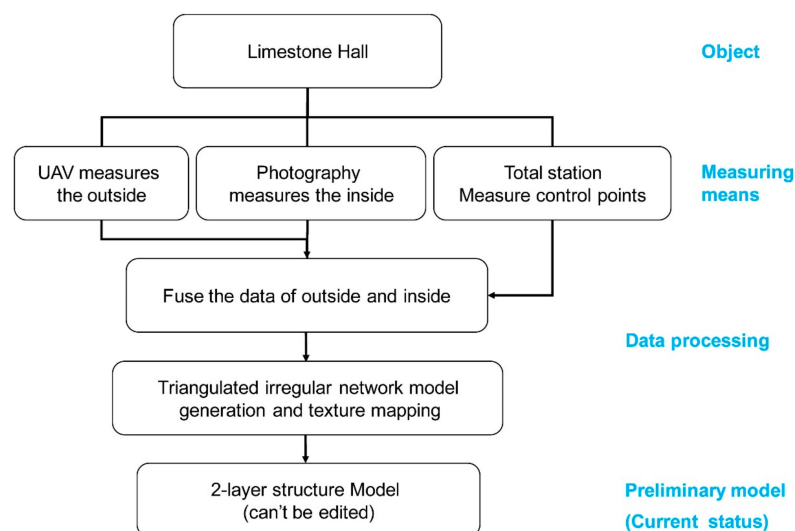 Limestone Hall
Object
UAV measures
the outside
Photography
measures the inside
Total station
Measure control points
Measuring
means
Fuse the data of outside and inside
Data processing
Triangulated irregular network model
generation and texture mapping
2-layer structure Model
(can't be edited)
Preliminary model
(Current status)